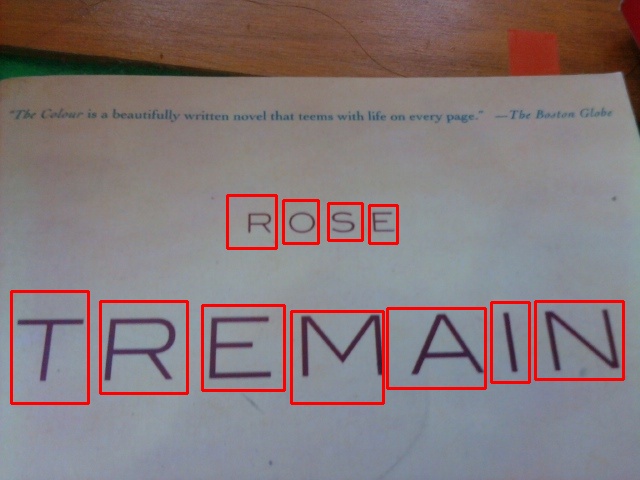 "The Colour is a beautifully written novel that teems with life on every page." —The Boston Globe
ROSE
TREMAIN